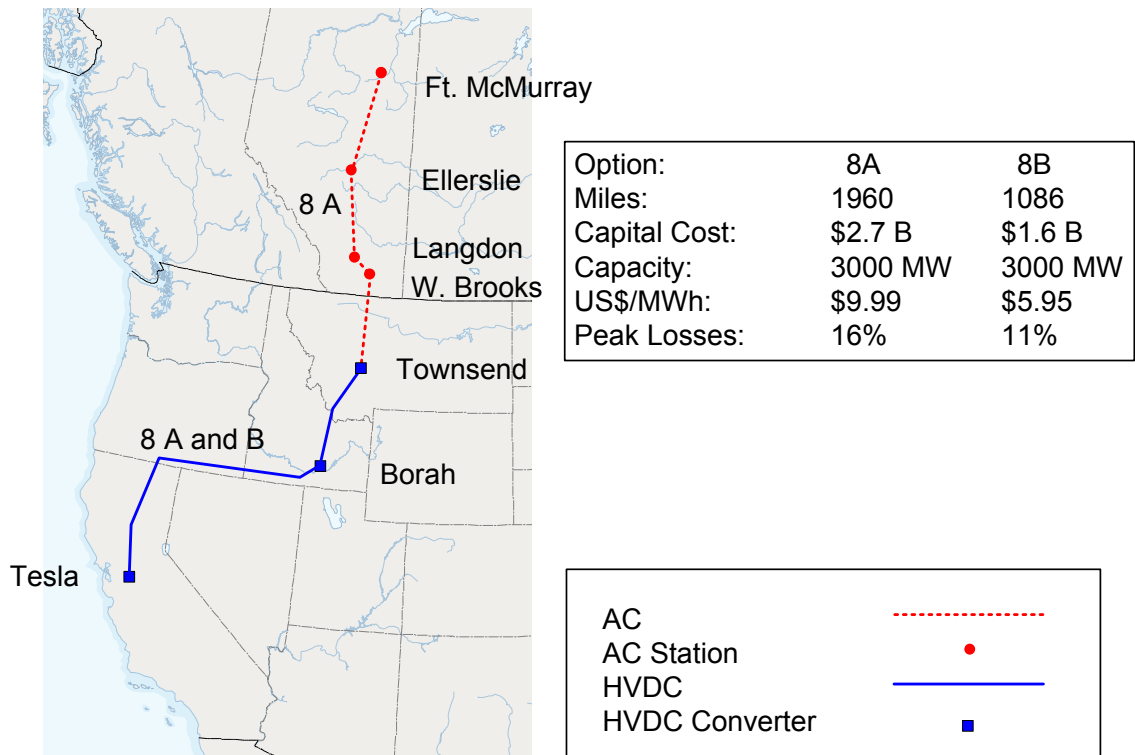 Ft. McMurray
Ellerslie
8 A
Langdon
W. Brooks
Townsend
8 A and B
Borah
Tesla
Option: 8A 8B
Miles: 1960 1086
Capital Cost: $2.7 B $1.6 B
Capacity: 3000 MW 3000 MW
US$/MWh: $9.99 $5.95
Peak Losses: 16% 11%
AC
AC Station
HVDC
HVDC Converter